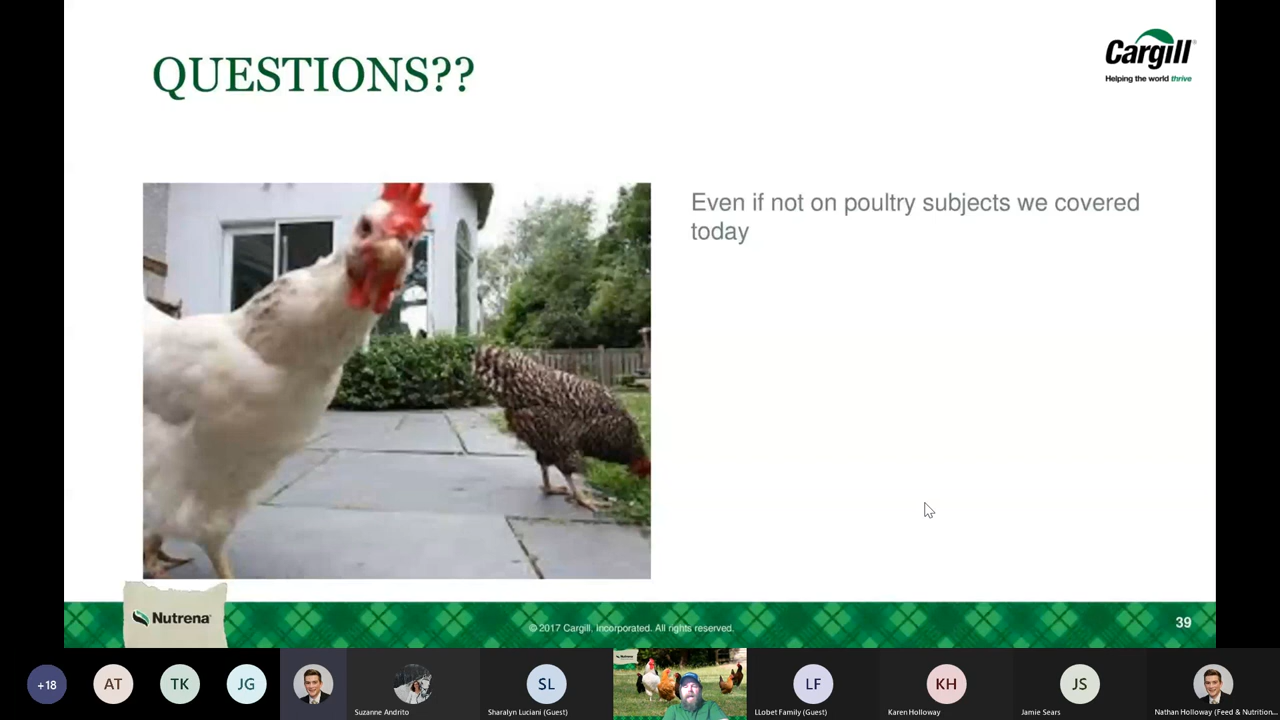 QUESTIONS??
Cargill®
Helping the world thrive
Even if not on poultry subjects we covered
today
Nutrena®
© 2017 Cargill, Incorporated. All rights reserved.
39
+18
AT
TK
JG
Suzanne Andrito
SL
Sharalyn Luciani (Guest)
Nutrena
LF
LLobet Family (Guest)
KH
Karen Holloway
JS
Jamie Sears
Nathan Holloway (Feed & Nutrition...